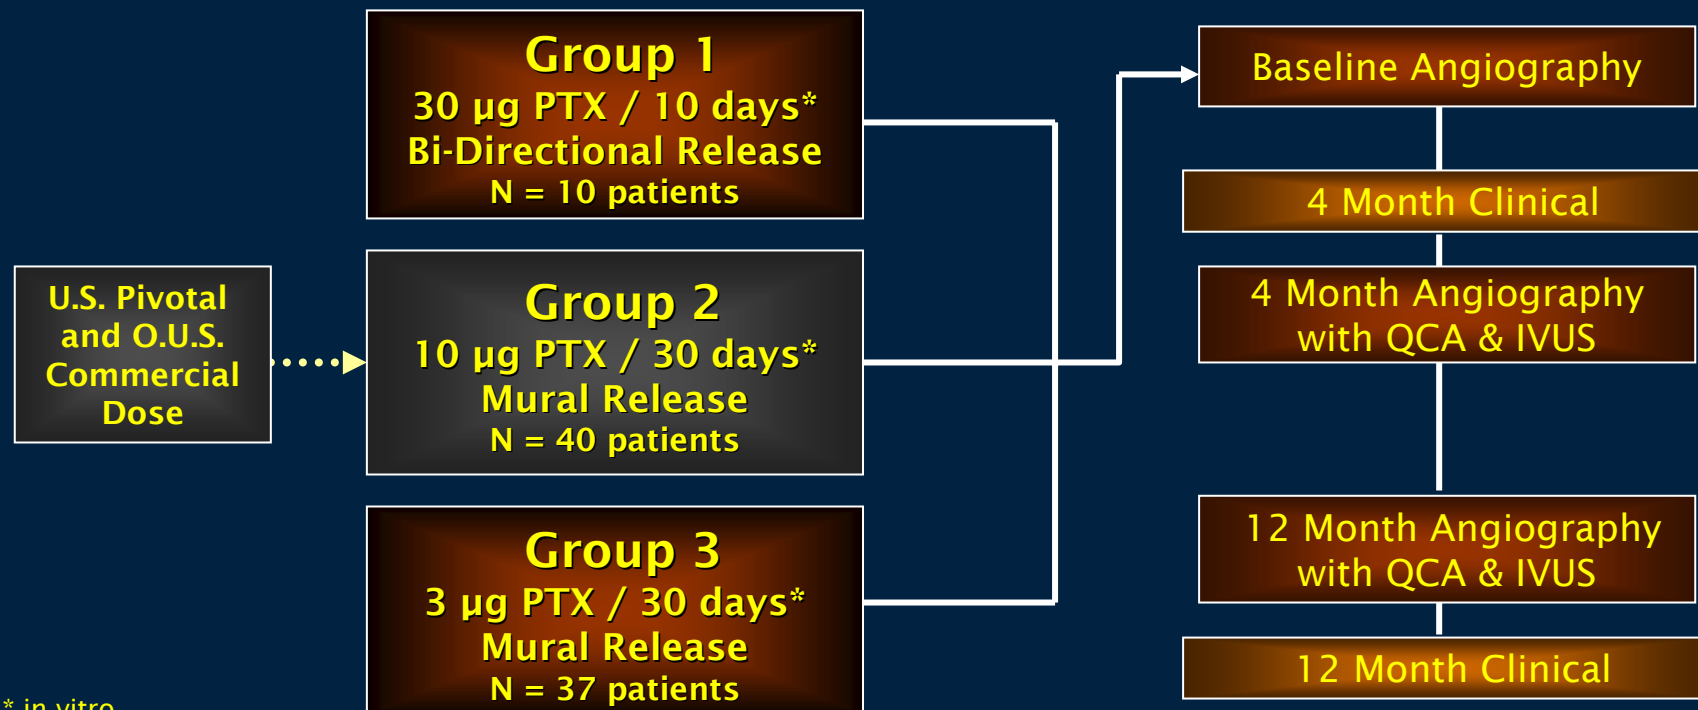 Group 1
30 µg PTX / 10 days*
Bi-Directional Release
N = 10 patients
U.S. Pivotal
and O.U.S.
Commercial
Dose
Group 2
10 µg PTX / 30 days*
Mural Release
N = 40 patients
Group 3
3 µg PTX / 30 days*
Mural Release
N = 37 patients
Baseline Angiography
4 Month Clinical
4 Month Angiography
with QCA & IVUS
12 Month Angiography
with QCA & IVUS
12 Month Clinical
* in vitro